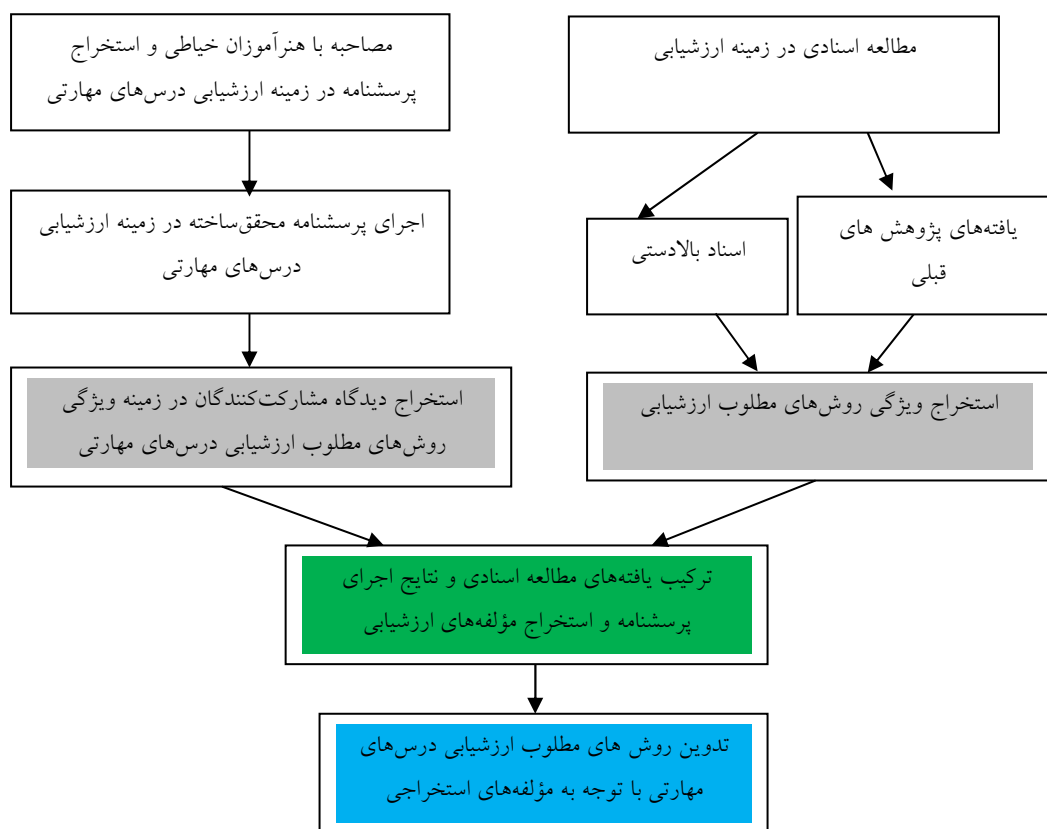 مطالعه اسنادی در زمینه ارزشیابی
مصاحبه با هنرآموزان خیاطی و استخراج
پرسشنامه در زمینه ارزشیابی درس‌های مهارتی
یافته‌های پژوهش های
قبلی
اسناد بالادستی
اجرای پرسشنامه محقق‌ساخته در زمینه ارزشیابی
درس‌های مهارتی
استخراج ویژگی روش‌های مطلوب ارزشیابی
استخراج دیدگاه مشارکت‌کنندگان در زمینه ویژگی
روش‌های مطلوب ارزشیابی درس‌های مهارتی
ترکیب یافته‌های مطالعه اسنادی و نتایج اجرای
پرسشنامه و استخراج مؤلفه‌های ارزشیابی
تدوین روش های مطلوب ارزشیابی درس‌های
مهارتی با توجه به مؤلفه‌های استخراجی